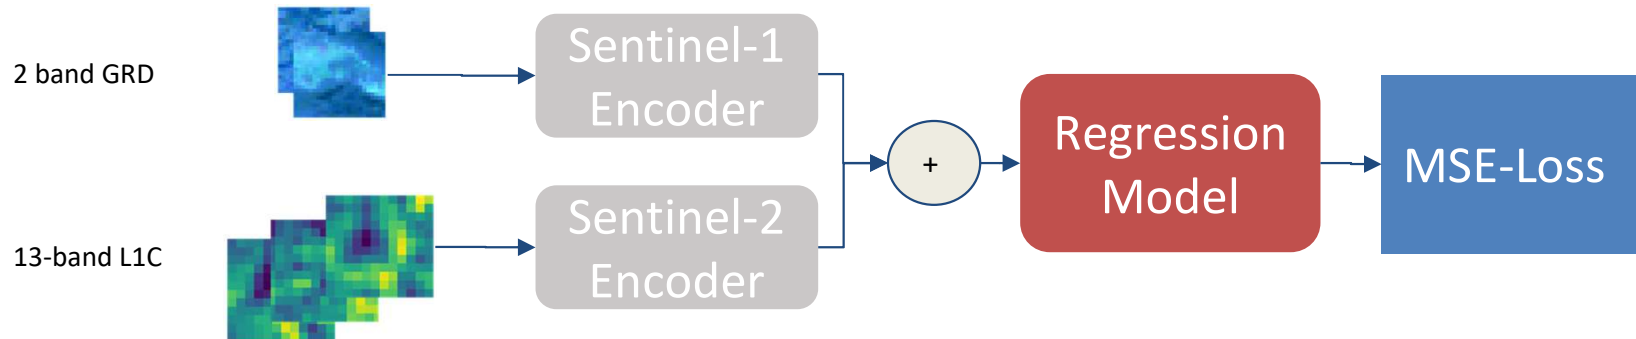 2 band GRD
Sentinel-1
Encoder
+
Regression
Model
MSE-Loss
13-band L1C
Sentinel-2
Encoder